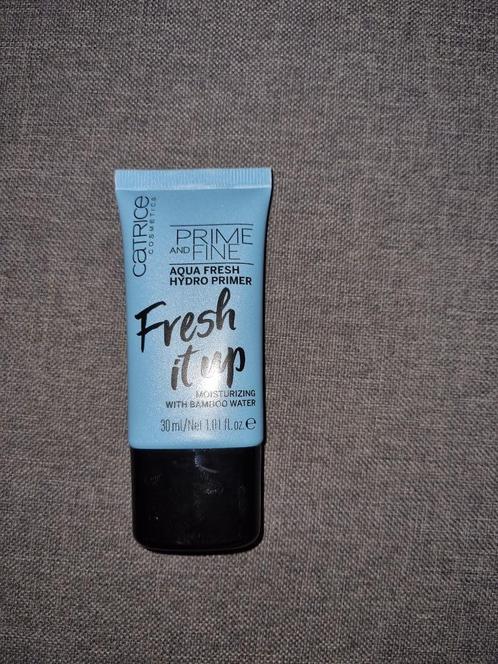 CATRICE
COSMETICS
PRIME
AND FINE
AQUA FRESH
HYDRO PRIMER
Fresh
it up
MOISTURIZING
WITH BAMBOO WATER
30 ml/Net 1.01 fl.oz.℮